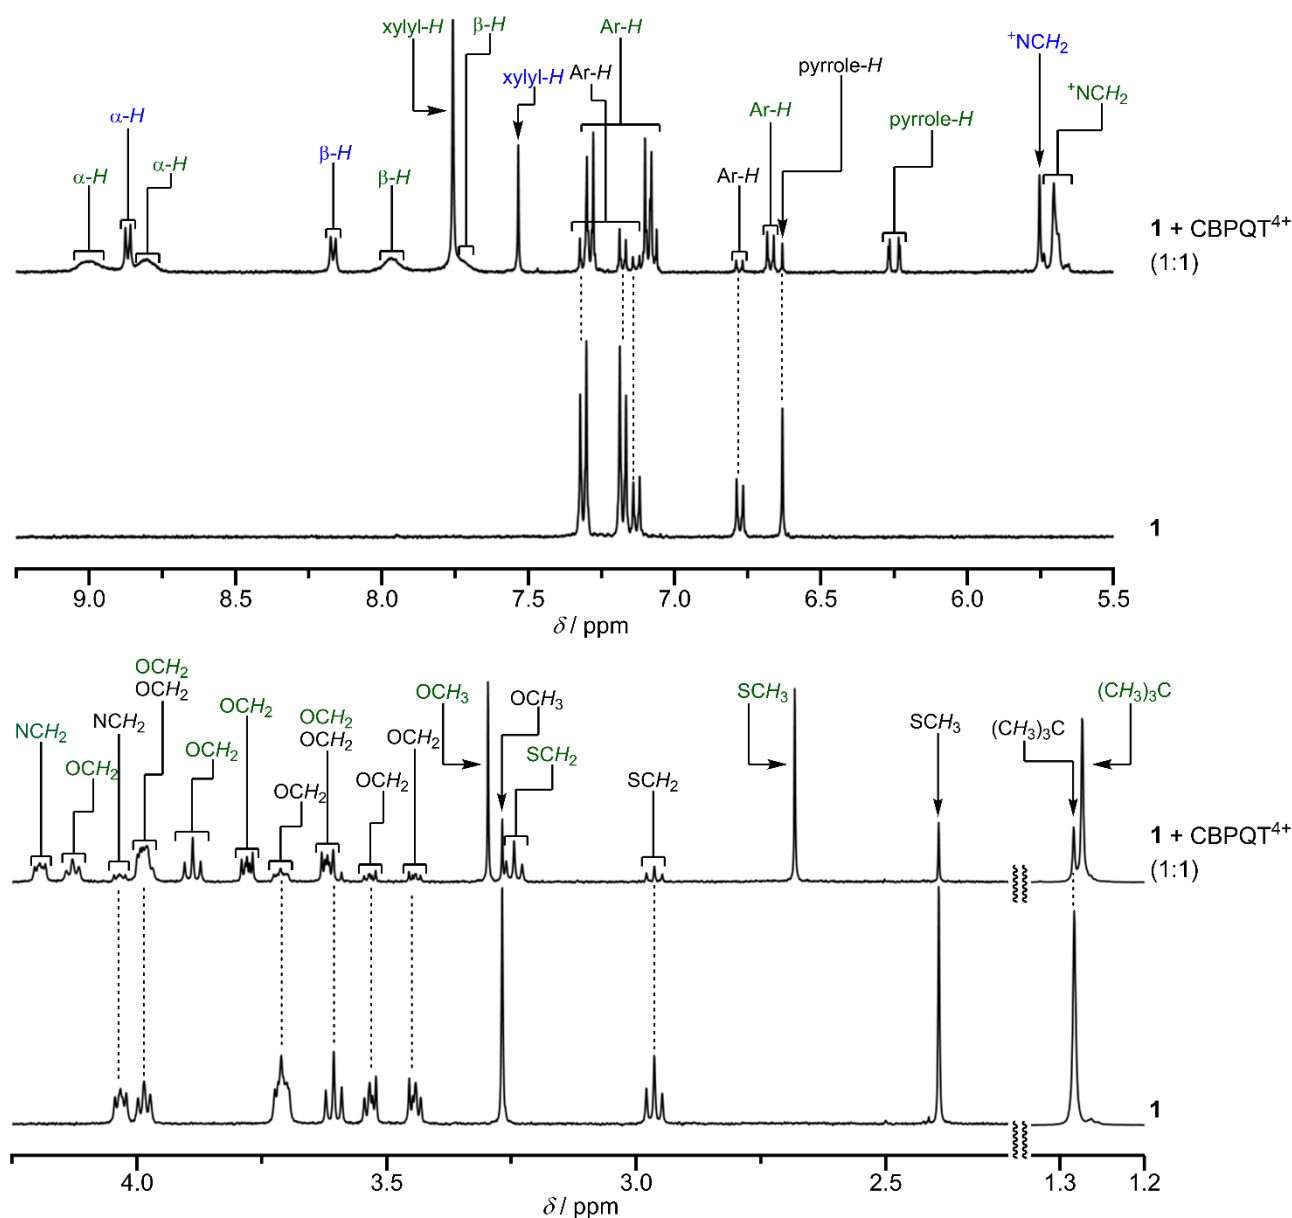 xylyl-H
β-H
Ar-H
⁺NCH₂
α-H
xylyl-H
Ar-H
pyrrole-H
⁺NCH₂
α-H
α-H
β-H
β-H
Ar-H
Ar-H
pyrrole-H
1 + CBPQT⁴⁺
(1:1)
1
9.0 8.5 8.0 7.5 7.0 6.5 6.0 5.5
δ / ppm
OCH₂
OCH₂
NCH₂
NCH₂
OCH₂
OCH₂
OCH₂
OCH₂
OCH₂
OCH₂
OCH₂
OCH₂
OCH₂
OCH₃
OCH₃
SCH₂
SCH₂
SCH₃
SCH₃
(CH₃)₃C
(CH₃)₃C
1 + CBPQT⁴⁺
(1:1)
1
4.0 3.5 3.0 2.5 1.3 1.2
δ / ppm